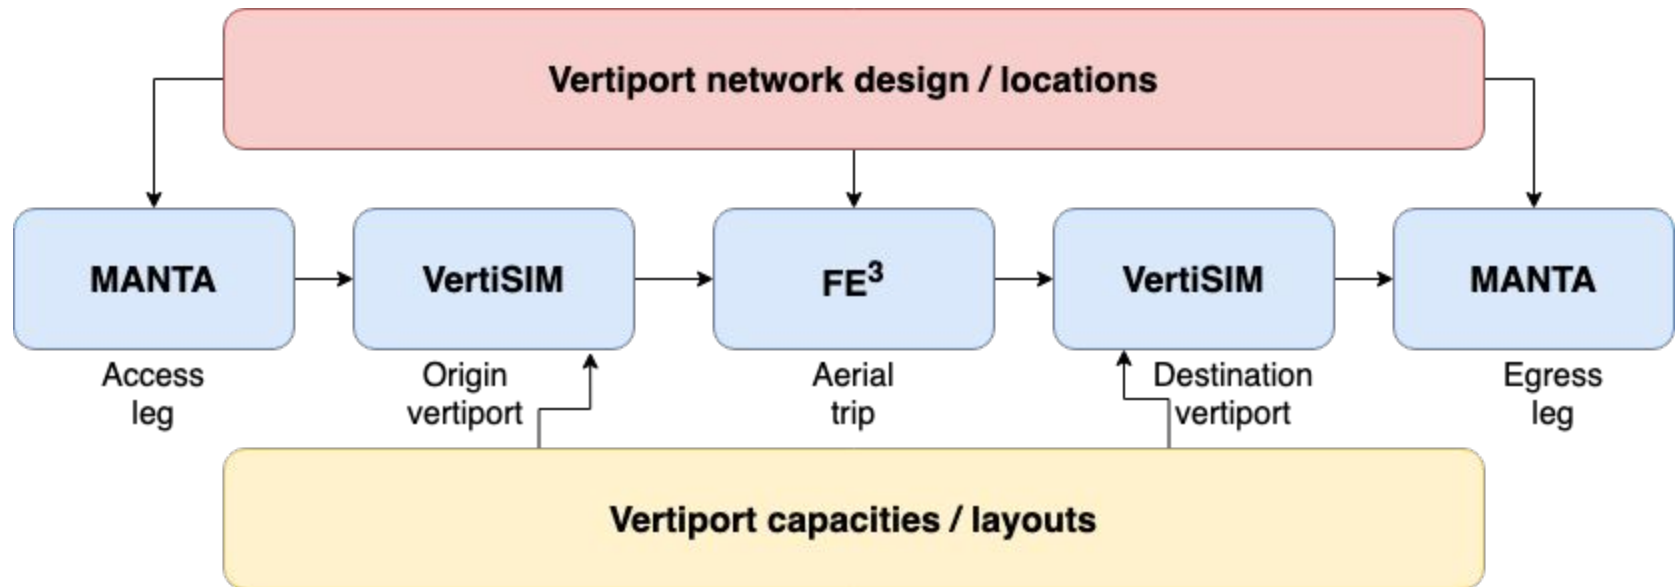 Vertiport network design / locations
MANTA
VertiSIM
FE³
VertiSIM
MANTA
Access
leg
Origin
vertiport
Aerial
trip
Destination
vertiport
Egress
leg
Vertiport capacities / layouts